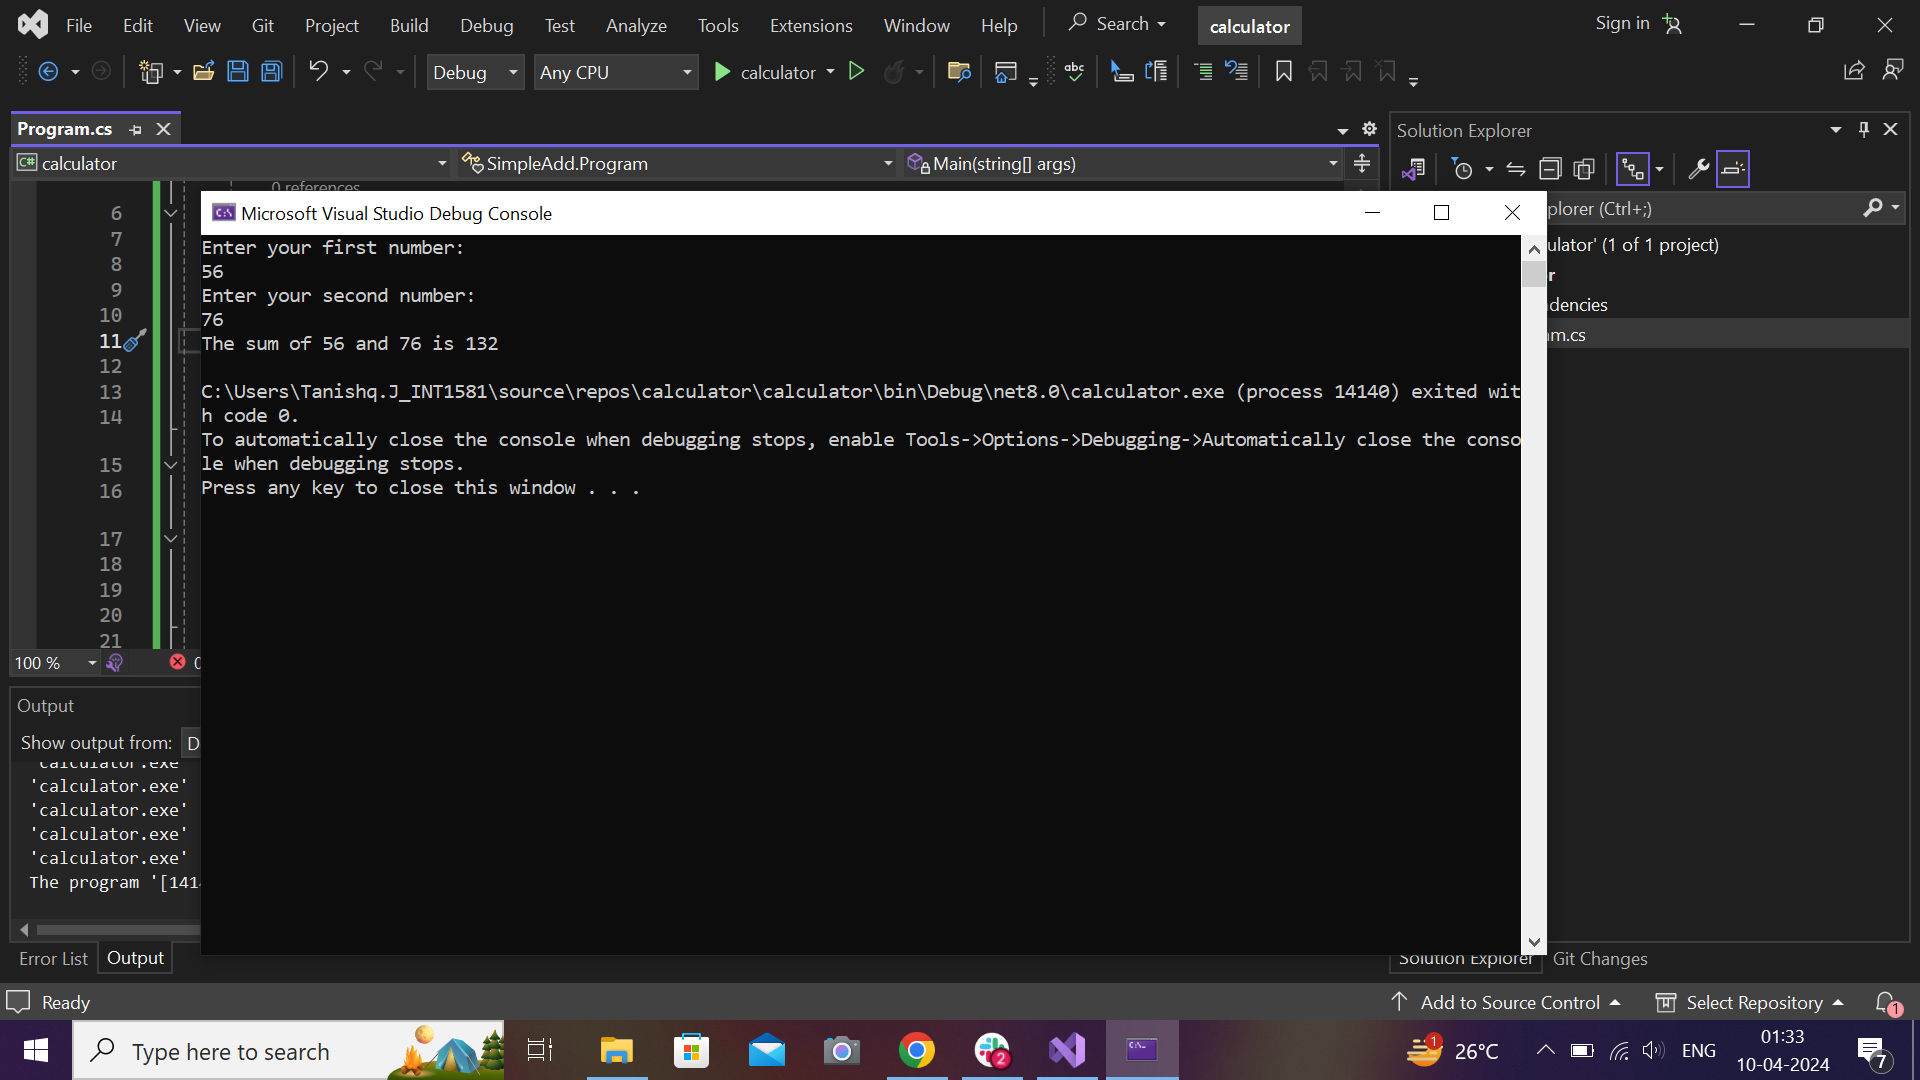 File Edit View Git Project Build Debug Test Analyze Tools Extensions Window Help Search calculator Sign in
Debug Any CPU calculator abc
Program.cs
C# calculator SimpleAdd.Program Main(string[] args)
0 references
6
7
8
9
10
11
12
13
14
15
16
17
18
19
20
21
100 %
Microsoft Visual Studio Debug Console
Enter your first number:
56
Enter your second number:
76
The sum of 56 and 76 is 132
C:\Users\Tanishq.J_INT1581\source\repos\calculator\calculator\bin\Debug\net8.0\calculator.exe (process 14140) exited wit
h code 0.
To automatically close the console when debugging stops, enable Tools->Options->Debugging->Automatically close the conso
le when debugging stops.
Press any key to close this window . . .
Solution Explorer
plorer (Ctrl+;)
ulator' (1 of 1 project)
r
dencies
m.cs
Output
Show output from: D
'calculator.exe'
'calculator.exe'
'calculator.exe'
'calculator.exe'
'calculator.exe'
The program '[141
Error List Output
Solution Explorer Git Changes
Ready Add to Source Control Select Repository 1
Type here to search 2 1 26°C ENG 01:33
10-04-2024 7